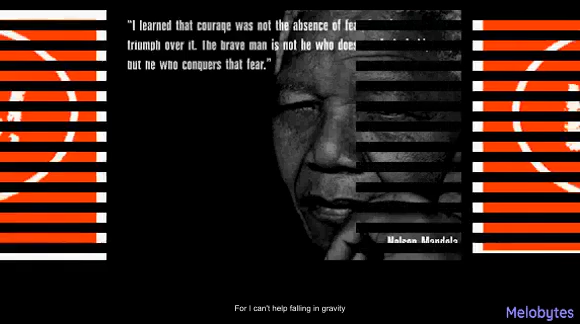 "I learned that courage was not the absence of
triumph over it. The brave man is not he who
but he who conquers that fear."
Nelson Mandela
For I can't help falling in gravity
Melobytes